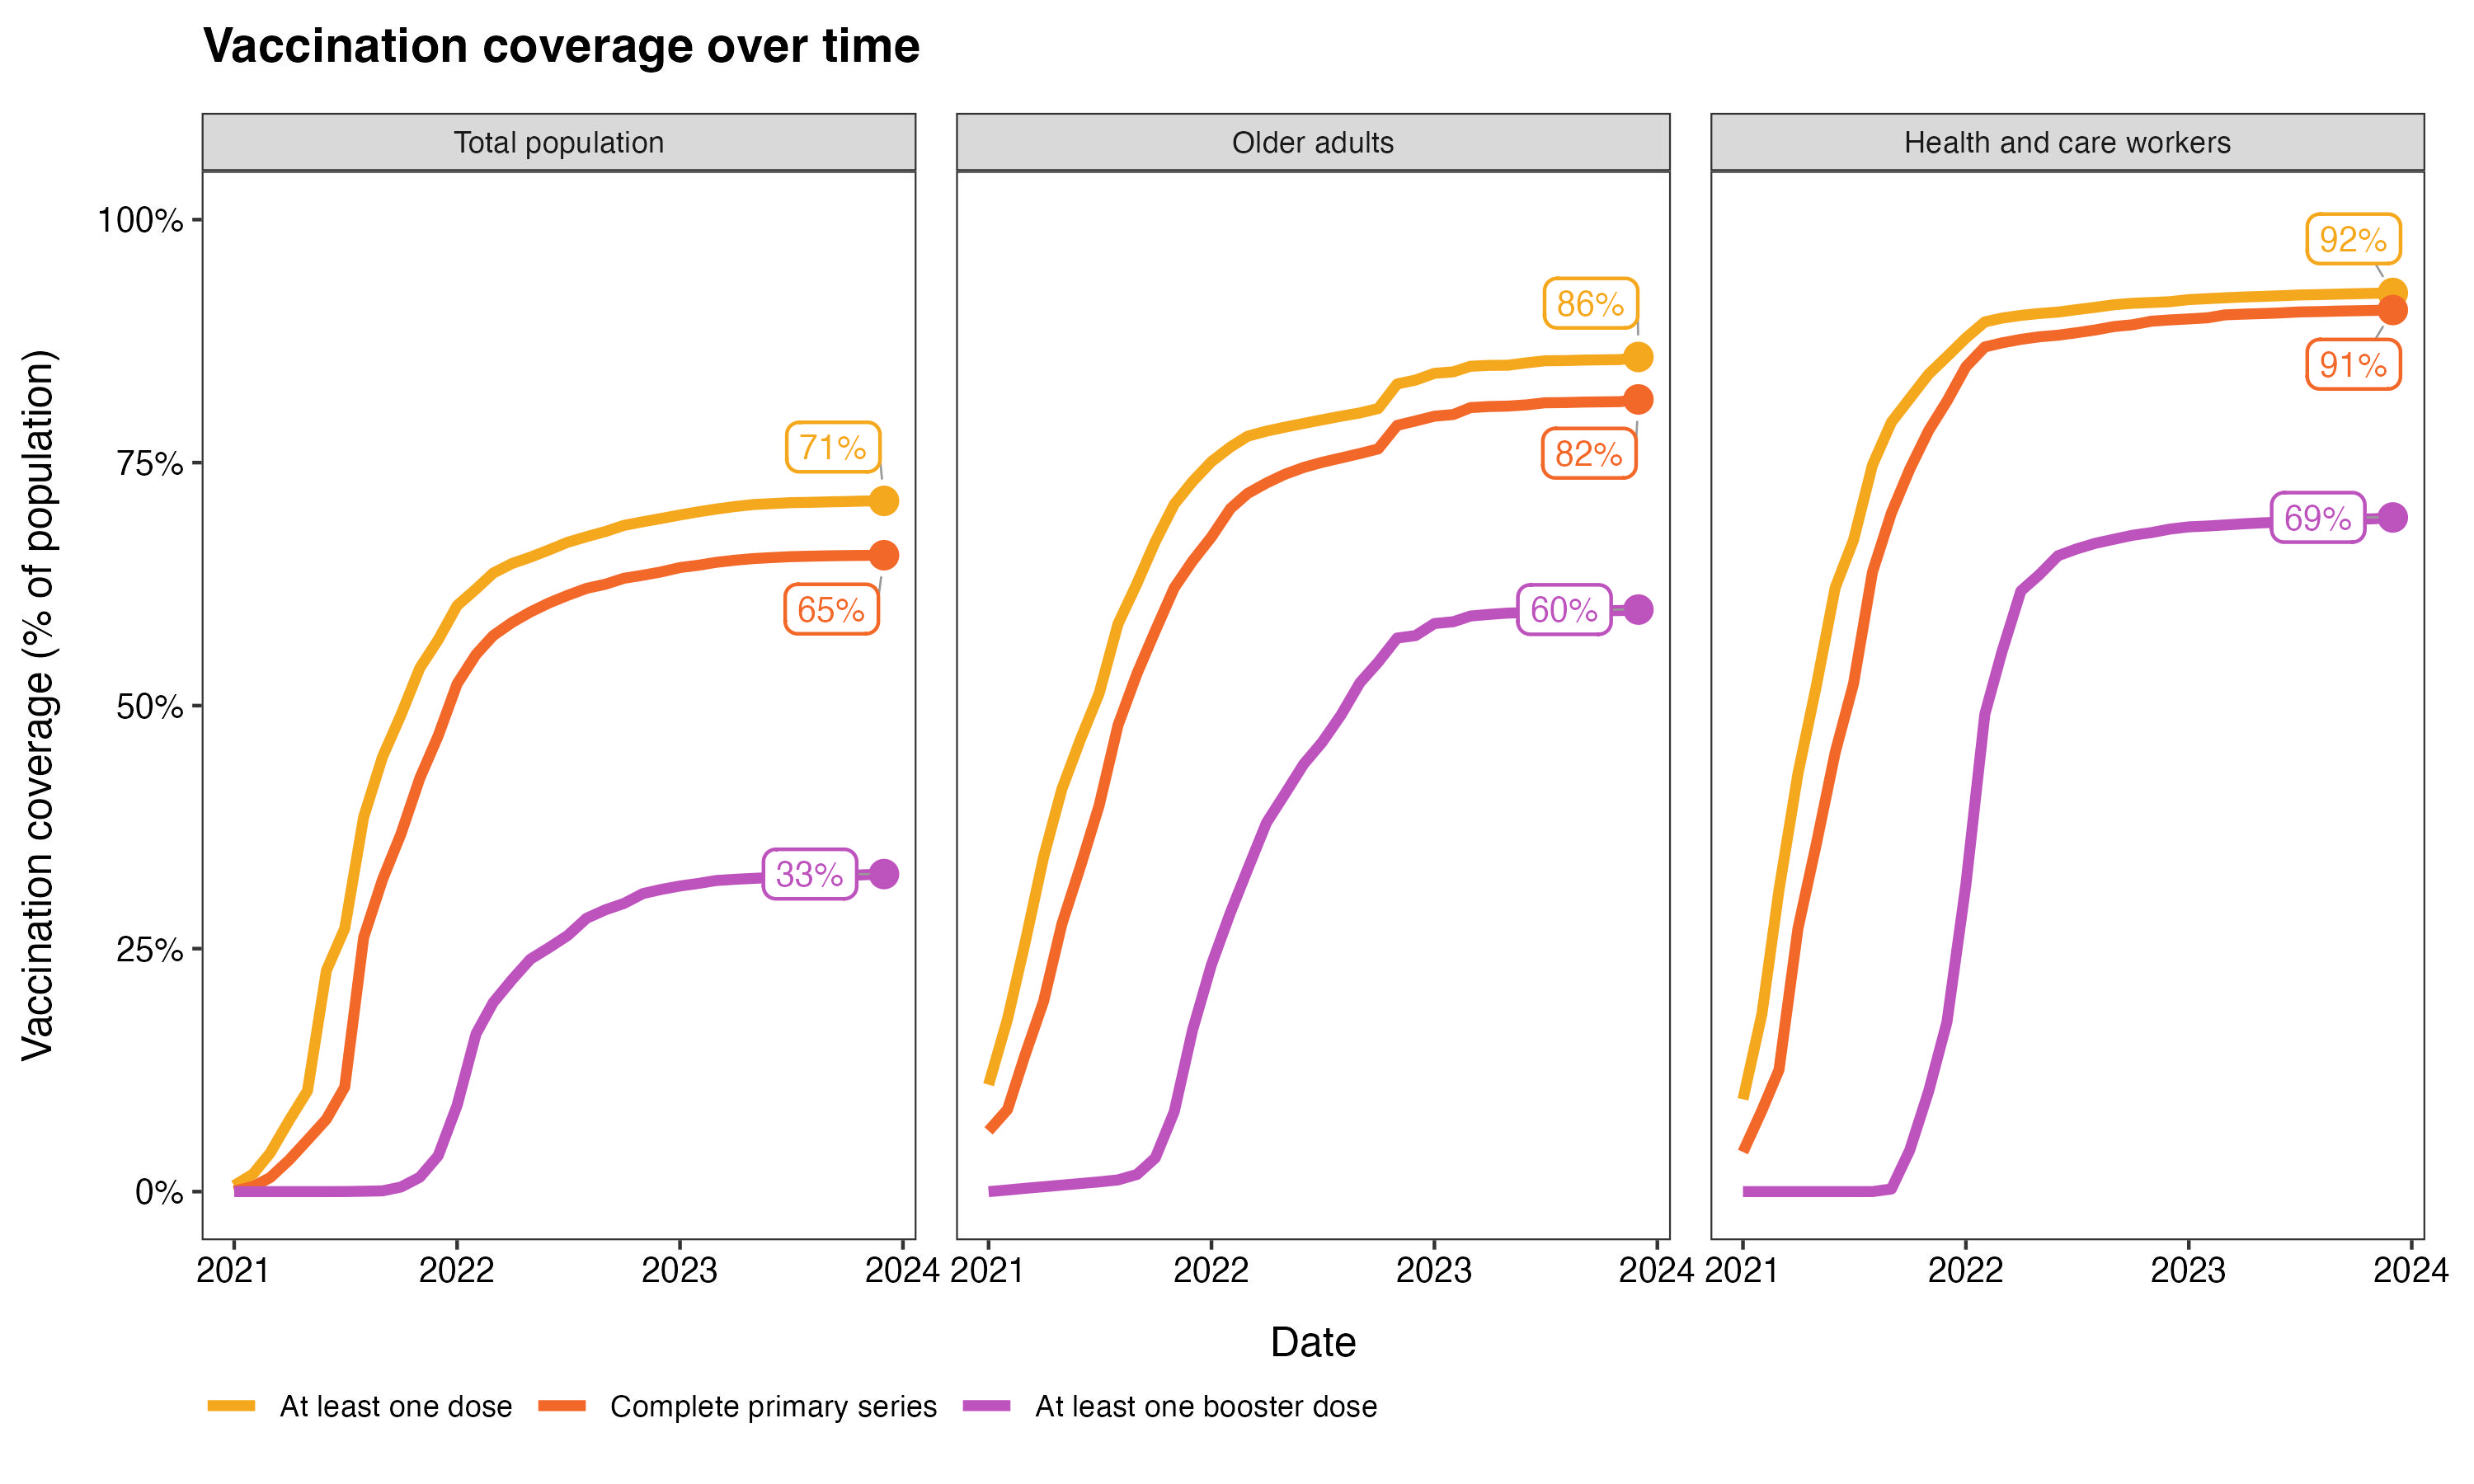 Vaccination coverage over time
Total population
Older adults
Health and care workers
Vaccination coverage (% of population)
100%
75%
50%
25%
0%
71%
65%
33%
86%
82%
60%
92%
91%
69%
2021 2022 2023 2024
2021 2022 2023 2024
2021 2022 2023 2024
Date
At least one dose
Complete primary series
At least one booster dose